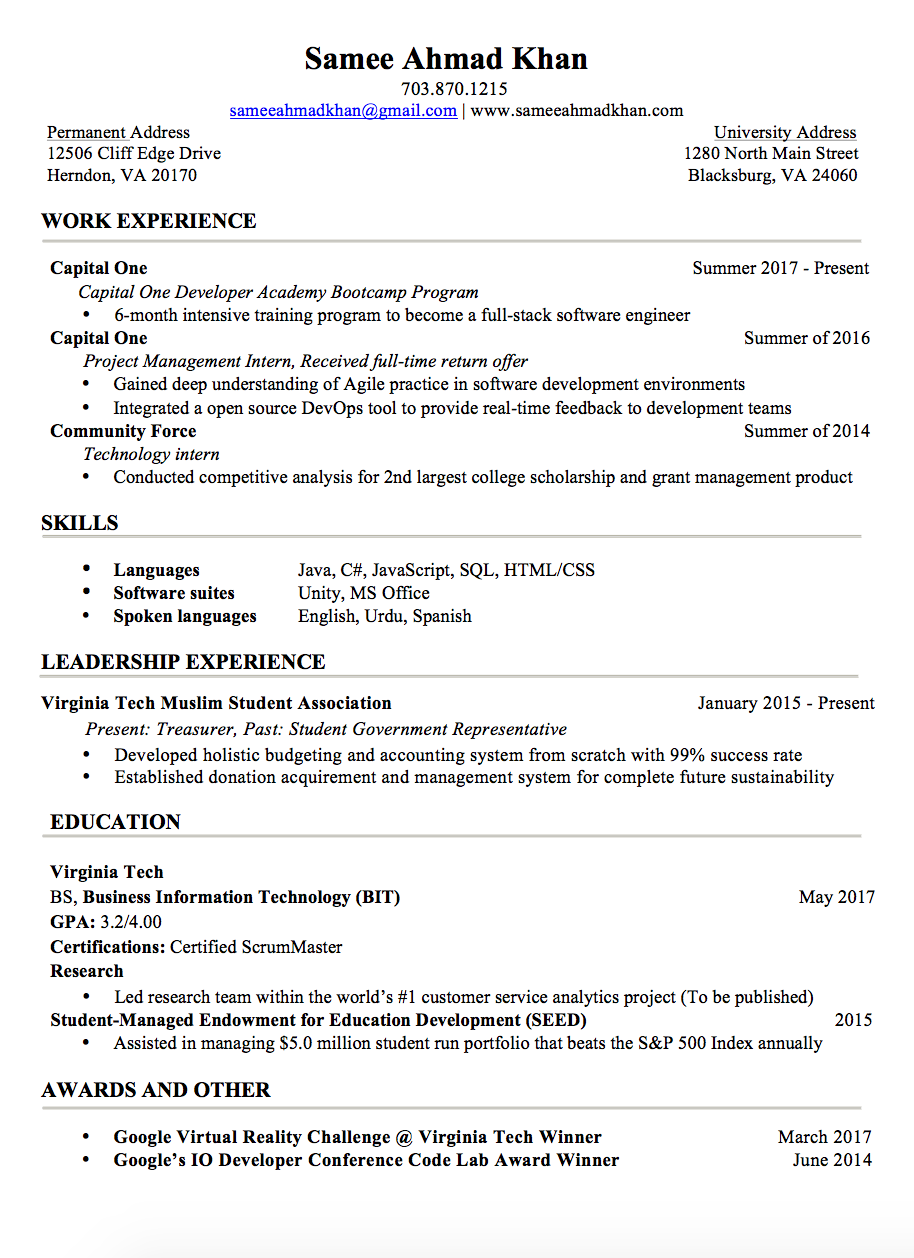 Samee Ahmad Khan
703.870.1215
sameeahmadkhan@gmail.com | www.sameeahmadkhan.com
Permanent Address University Address
12506 Cliff Edge Drive 1280 North Main Street
Herndon, VA 20170 Blacksburg, VA 24060
WORK EXPERIENCE
Capital One Summer 2017 - Present
Capital One Developer Academy Bootcamp Program
• 6-month intensive training program to become a full-stack software engineer
Capital One Summer of 2016
Project Management Intern, Received full-time return offer
• Gained deep understanding of Agile practice in software development environments
• Integrated a open source DevOps tool to provide real-time feedback to development teams
Community Force Summer of 2014
Technology intern
• Conducted competitive analysis for 2nd largest college scholarship and grant management product
SKILLS
• Languages Java, C#, JavaScript, SQL, HTML/CSS
• Software suites Unity, MS Office
• Spoken languages English, Urdu, Spanish
LEADERSHIP EXPERIENCE
Virginia Tech Muslim Student Association January 2015 - Present
Present: Treasurer, Past: Student Government Representative
• Developed holistic budgeting and accounting system from scratch with 99% success rate
• Established donation acquirement and management system for complete future sustainability
EDUCATION
Virginia Tech
BS, Business Information Technology (BIT) May 2017
GPA: 3.2/4.00
Certifications: Certified ScrumMaster
Research
• Led research team within the world's #1 customer service analytics project (To be published)
Student-Managed Endowment for Education Development (SEED) 2015
• Assisted in managing $5.0 million student run portfolio that beats the S&P 500 Index annually
AWARDS AND OTHER
• Google Virtual Reality Challenge @ Virginia Tech Winner March 2017
• Google's IO Developer Conference Code Lab Award Winner June 2014